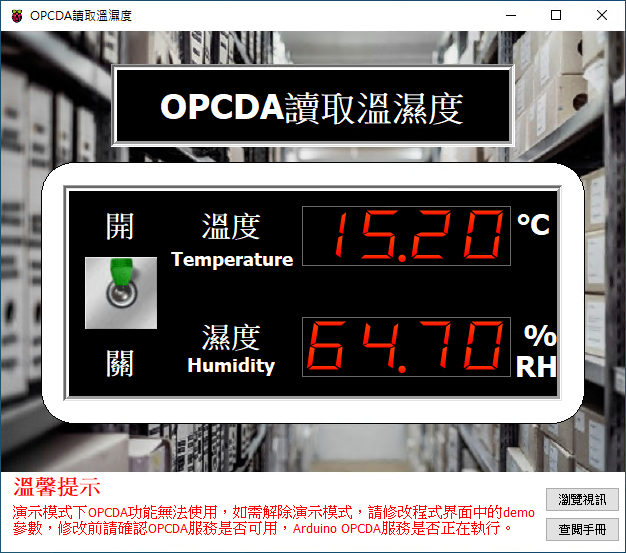 OPCDA讀取溫濕度
OPCDA讀取溫濕度
開
溫度
Temperature
15.20
°C
濕度
Humidity
64.70
%
RH
關
溫馨提示
演示模式下OPCDA功能無法使用，如需解除演示模式，請修改程式界面中的demo
參數，修改前請確認OPCDA服務是否可用，Arduino OPCDA服務是否正在執行。
瀏覽視訊
查閱手冊